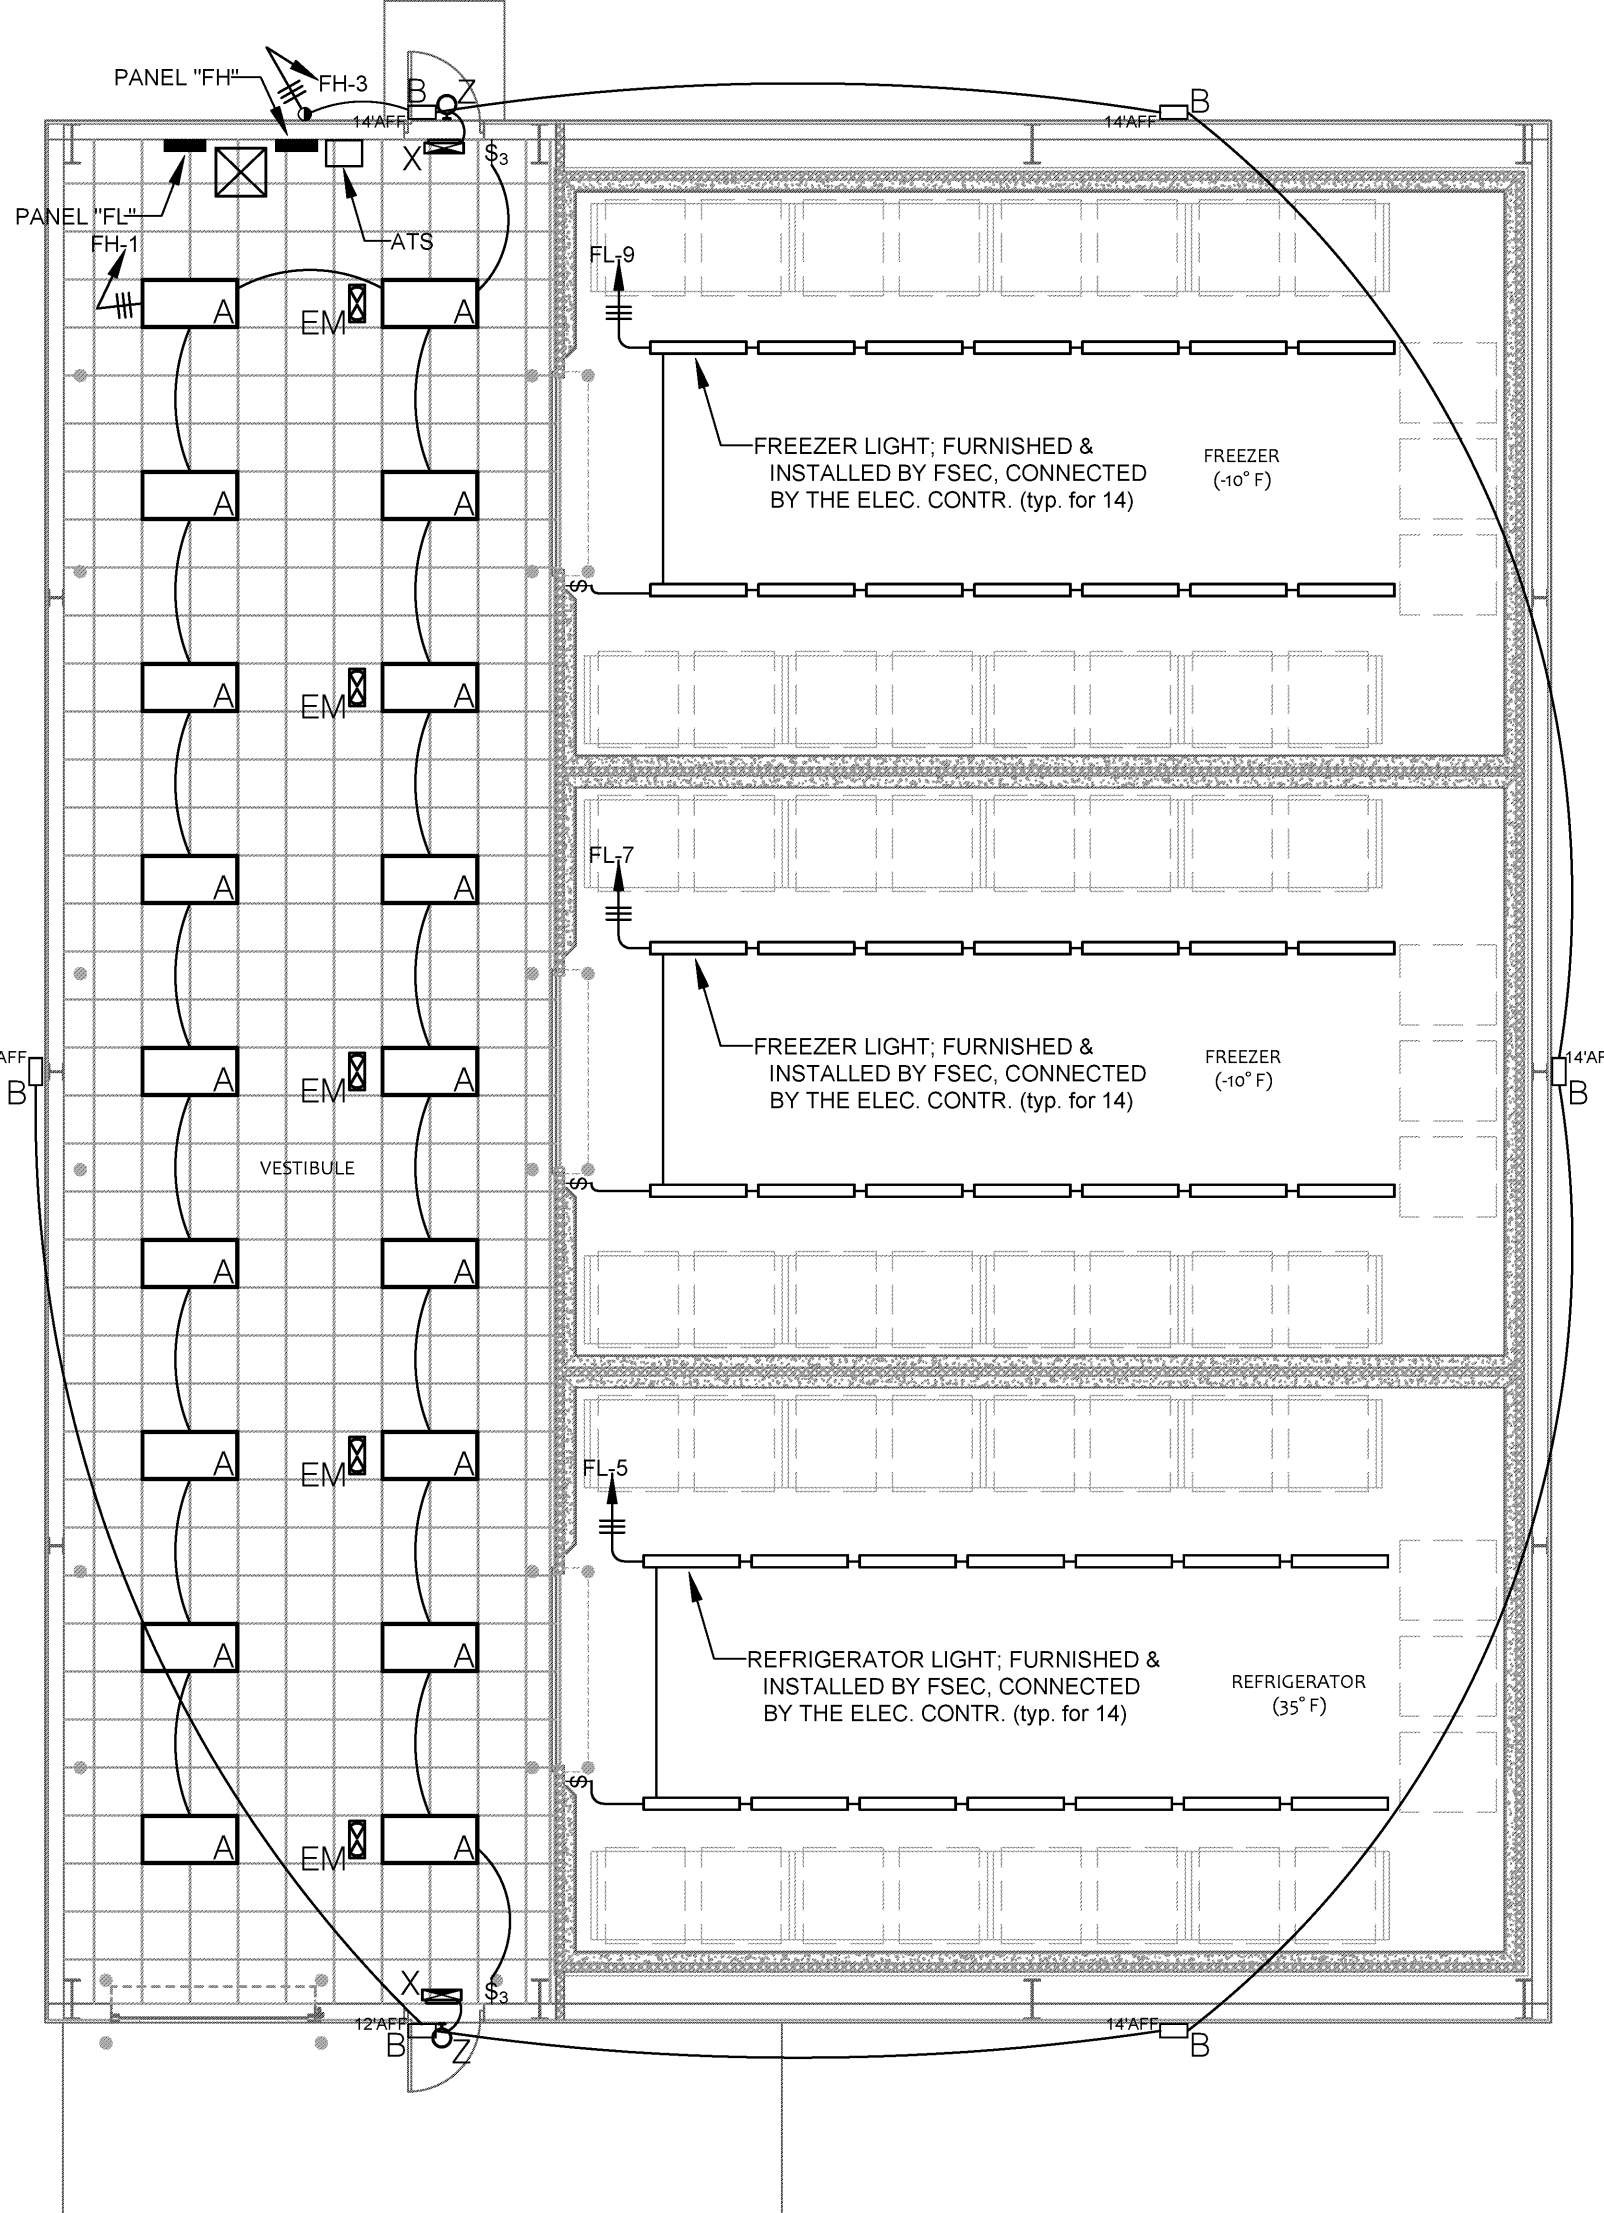 PANEL "FH"
FH-3
B
Z
B
14'AFF
14'AFF
X
S3
PANEL "FL"
FH-1
ATS
FL-9
A
EM
A
FREEZER LIGHT; FURNISHED &
INSTALLED BY FSEC, CONNECTED
BY THE ELEC. CONTR. (typ. for 14)
FREEZER
(-10° F)
A
A
S
A
EM
A
FL-7
A
A
FREEZER LIGHT; FURNISHED &
INSTALLED BY FSEC, CONNECTED
BY THE ELEC. CONTR. (typ. for 14)
FREEZER
(-10° F)
AFF
B
A
EM
A
14'AF
B
VESTIBULE
S
A
A
A
EM
A
FL-5
REFRIGERATOR LIGHT; FURNISHED &
INSTALLED BY FSEC, CONNECTED
BY THE ELEC. CONTR. (typ. for 14)
REFRIGERATOR
(35° F)
A
A
S
A
EM
A
X
S3
12'AFF
B
Z
14'AFF
B